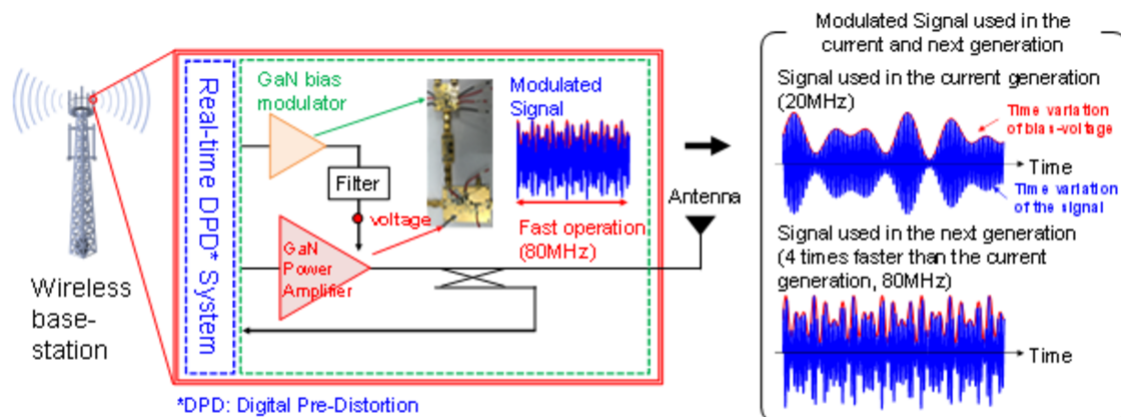 Wireless
base-
station
Real-time DPD* System
GaN bias
modulator
Filter
voltage
GaN
Power
Amplifier
Modulated
Signal
Fast operation
(80MHz)
Antenna
*DPD: Digital Pre-Distortion
Modulated Signal used in the
current and next generation
Signal used in the current generation
(20MHz)
Time variation
of bias-voltage
Time
Time variation
of the signal
Signal used in the next generation
(4 times faster than the current
generation, 80MHz)
Time